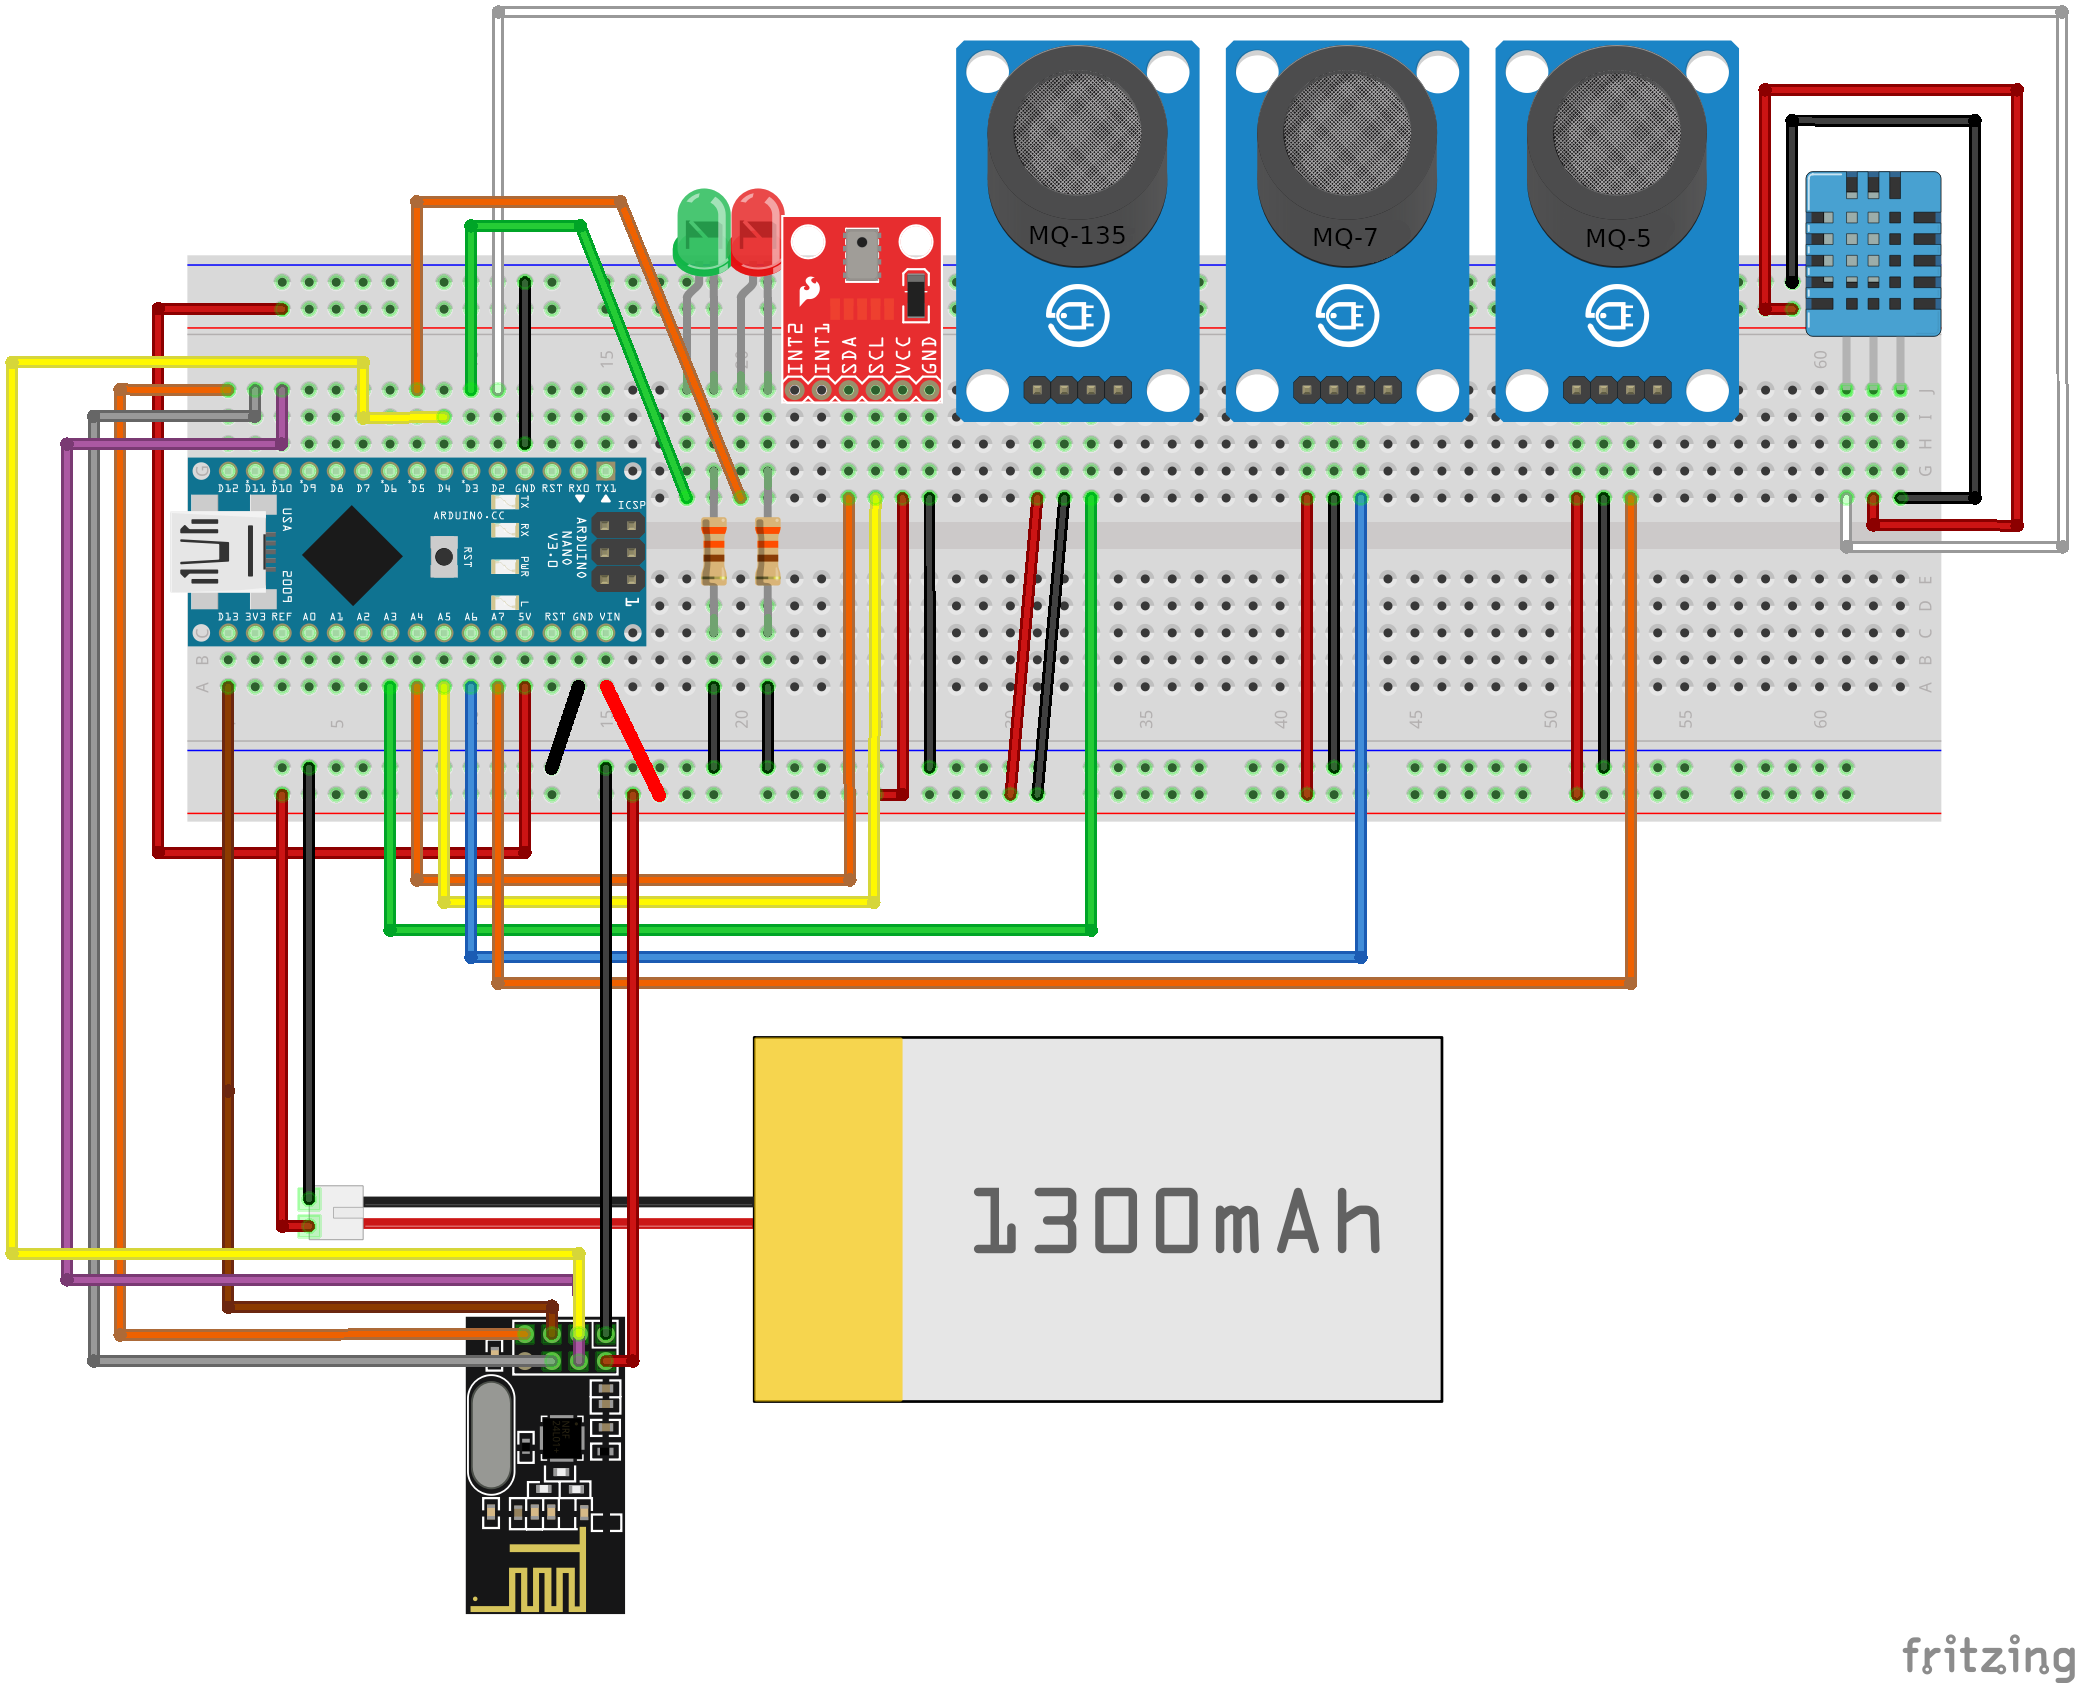 MQ-135
MQ-7
MQ-5
INT2
INT1
SDA
SCL
VCC
GND
15
60
J
I
H
G
D12 D11 D10 D9 D8 D7 D6 D5 D4 D3 D2 GND RST RX0 TX1
G
USA
ARDUINO.CC
TX
RX
PWR
L
RST
ICSP
ARDUINO
NANO
V3.0
1
D13 3V3 REF A0 A1 A2 A3 A4 A5 A6 A7 5V RST GND VIN
C
B
A
E
D
C
B
A
5
15
20
35
40
45
50
55
60
1300mAh
fritzing